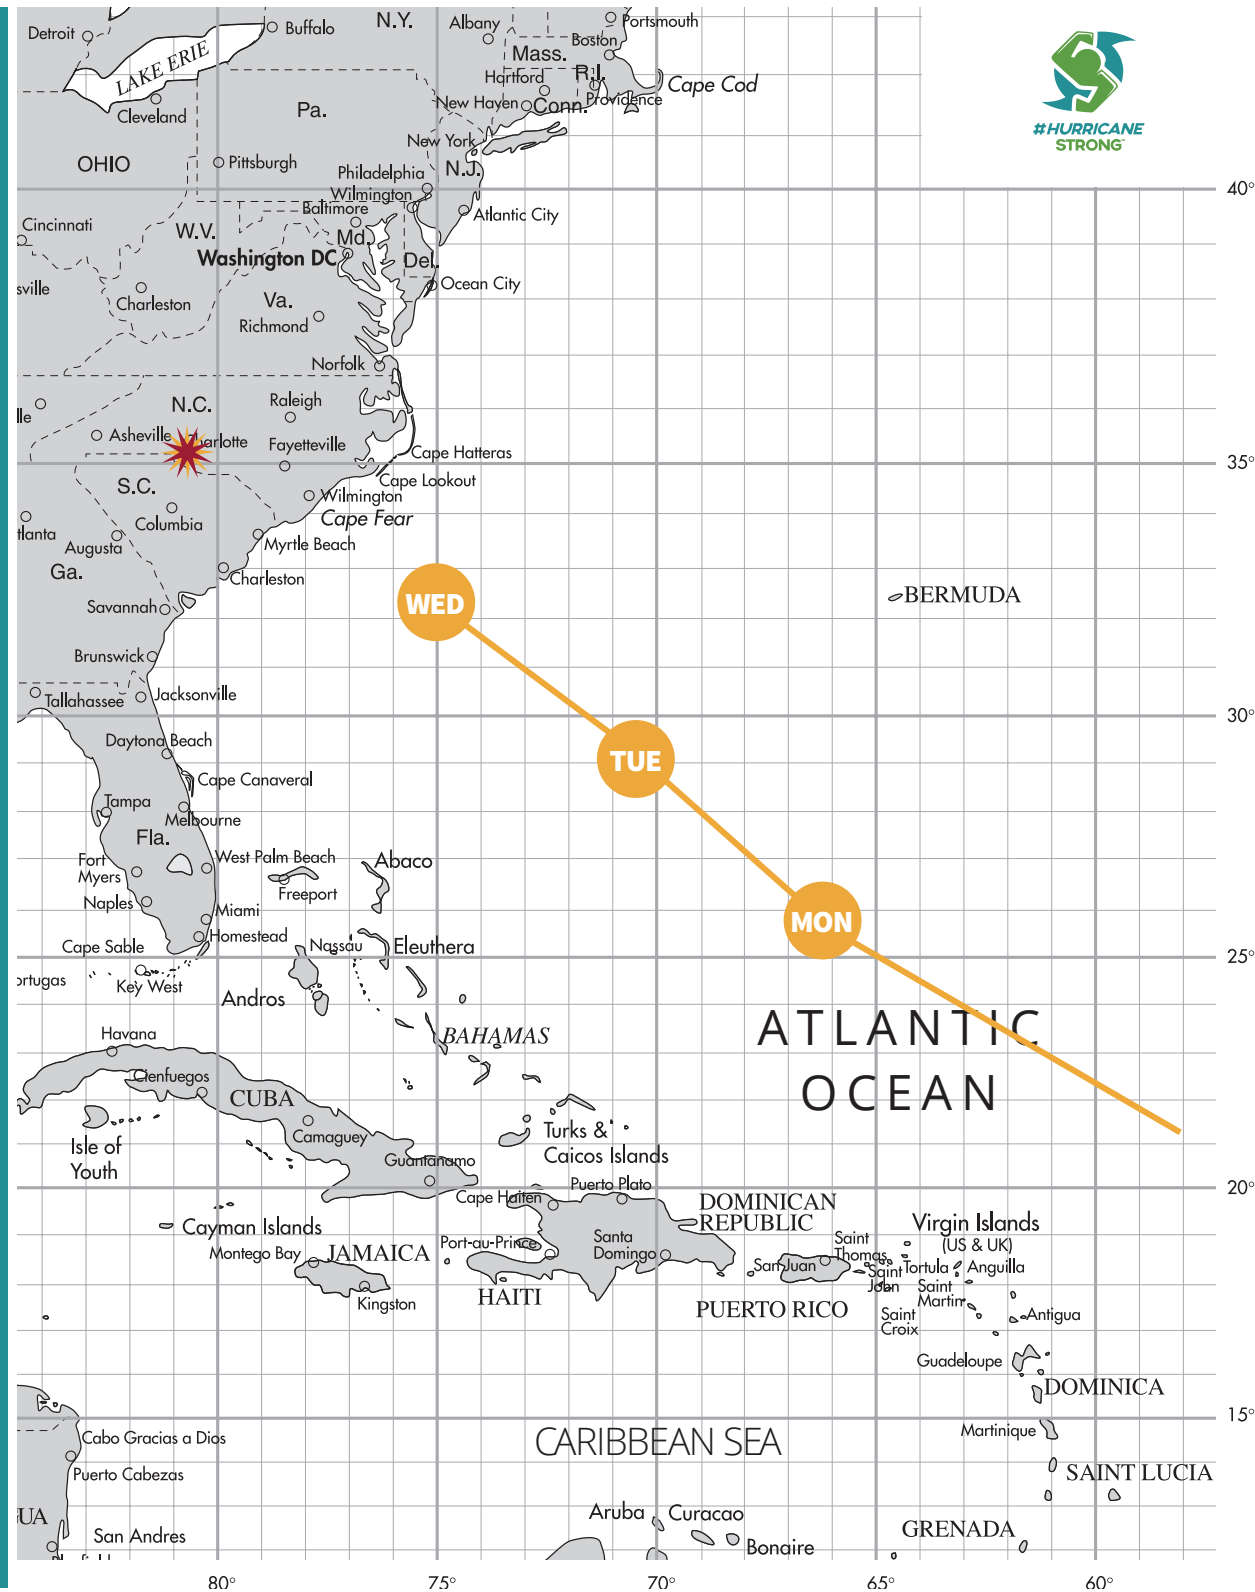 N.Y.
Albany
Portsmouth
Detroit
Buffalo
Boston
Mass.
LAKE ERIE
Hartford
R.I.
Cape Cod
New Haven
Conn.
Providence
Cleveland
Pa.
#HURRICANE
STRONG
New York
OHIO
Pittsburgh
Philadelphia
N.J.
Wilmington
40°
Baltimore
Atlantic City
Cincinnati
W.V.
Md.
Washington DC
Del.
Ocean City
sville
Charleston
Va.
Richmond
Norfolk
N.C.
Raleigh
lle
Asheville
arlotte
Fayetteville
Cape Hatteras
35°
Cape Lookout
S.C.
Wilmington
Columbia
Cape Fear
tlanta
Augusta
Myrtle Beach
Ga.
Charleston
WED
BERMUDA
Savannah
Brunswick
Tallahassee
Jacksonville
30°
Daytona Beach
TUE
Cape Canaveral
Tampa
Melbourne
Fla.
West Palm Beach
Abaco
Fort
Myers
Freeport
Naples
Miami
MON
Homestead
Cape Sable
Nassau
Eleuthera
25°
ortugas
Key West
Andros
ATLANTIC
OCEAN
Havana
BAHAMAS
Cienfuegos
CUBA
Camaguey
Turks &
Caicos Islands
Isle of
Youth
Guantanamo
Puerto Plato
20°
Cape Haiten
DOMINICAN
REPUBLIC
Cayman Islands
Virgin Islands
(US & UK)
Montego Bay
JAMAICA
Port-au-Prince
Santa
Domingo
Saint
Thomas
San Juan
Saint
John
Tortula
Anguilla
Kingston
HAITI
PUERTO RICO
Saint
Martin
Saint
Croix
Antigua
Guadeloupe
DOMINICA
15°
Cabo Gracias a Dios
CARIBBEAN SEA
Martinique
Puerto Cabezas
SAINT LUCIA
UA
San Andres
Aruba
Curacao
GRENADA
Bonaire
80°
75°
70°
65°
60°